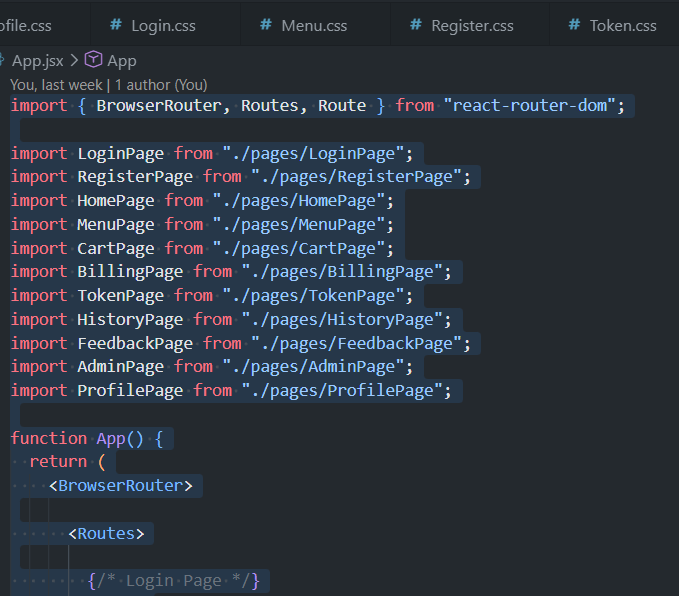 ofile.css # Login.css # Menu.css # Register.css # Token.css
App.jsx > App
You, last week | 1 author (You)
import { BrowserRouter, Routes, Route } from "react-router-dom";
import LoginPage from "./pages/LoginPage";
import RegisterPage from "./pages/RegisterPage";
import HomePage from "./pages/HomePage";
import MenuPage from "./pages/MenuPage";
import CartPage from "./pages/CartPage";
import BillingPage from "./pages/BillingPage";
import TokenPage from "./pages/TokenPage";
import HistoryPage from "./pages/HistoryPage";
import FeedbackPage from "./pages/FeedbackPage";
import AdminPage from "./pages/AdminPage";
import ProfilePage from "./pages/ProfilePage";
function App() {
return (
<BrowserRouter>
<Routes>
{/* Login Page */}